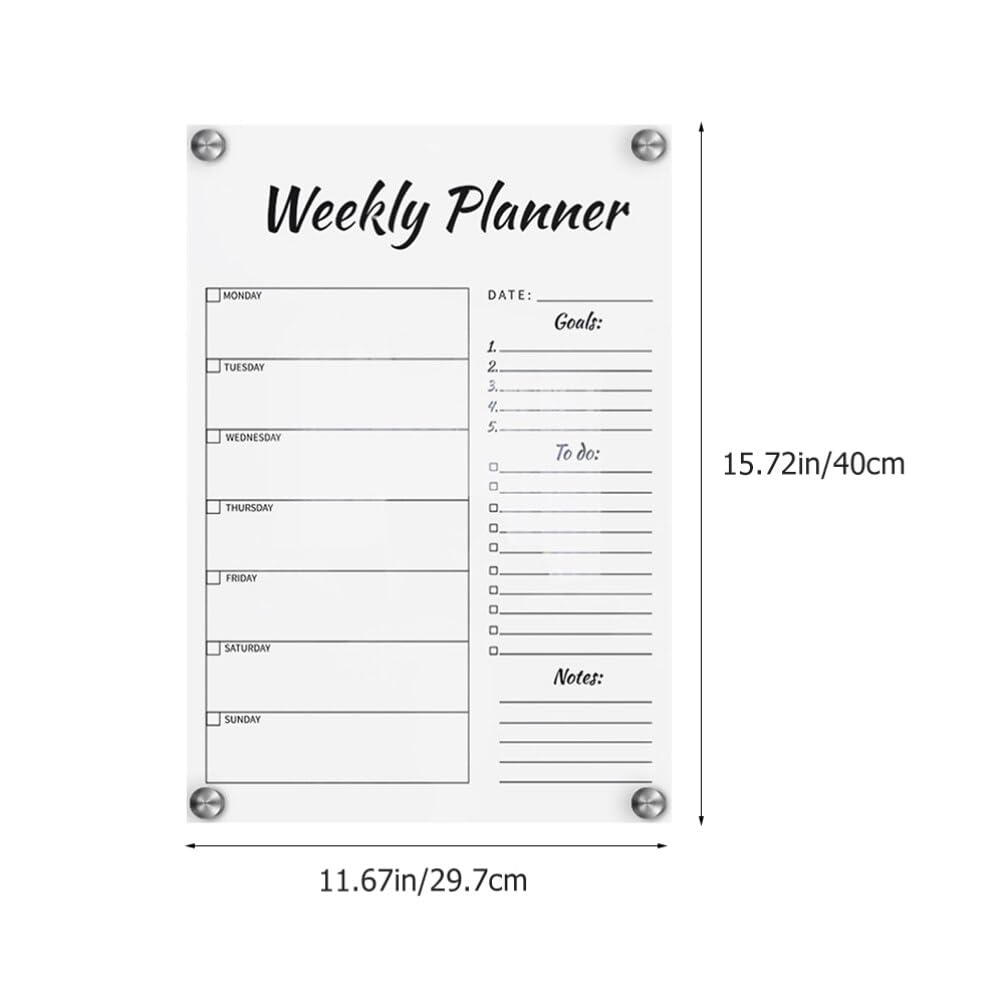 Weekly Planner
MONDAY
TUESDAY
WEDNESDAY
THURSDAY
FRIDAY
SATURDAY
SUNDAY
DATE:
Goals:
1.
2.
3.
4.
5.
To do:
Notes:
15.72in/40cm
11.67in/29.7cm